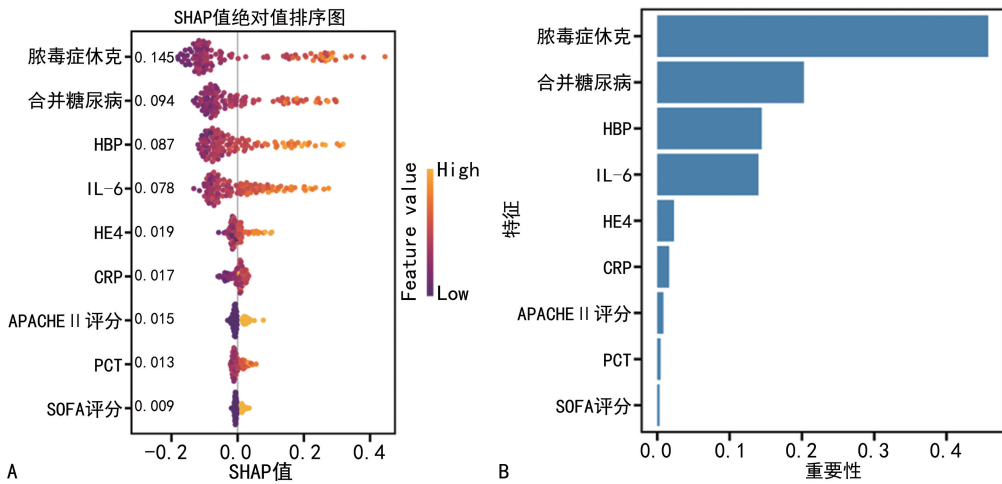 SHAP值绝对值排序图
脓毒症休克 0.145
合并糖尿病 0.094
HBP 0.087
IL-6 0.078
HE4 0.019
CRP 0.017
APACHEⅡ评分 0.015
PCT 0.013
SOFA评分 0.009
-0.2 0.0 0.2 0.4
SHAP值
High
Feature value
Low
A
脓毒症休克
合并糖尿病
HBP
IL-6
HE4
CRP
APACHEⅡ评分
PCT
SOFA评分
特征
0.0 0.1 0.2 0.3 0.4
重要性
B